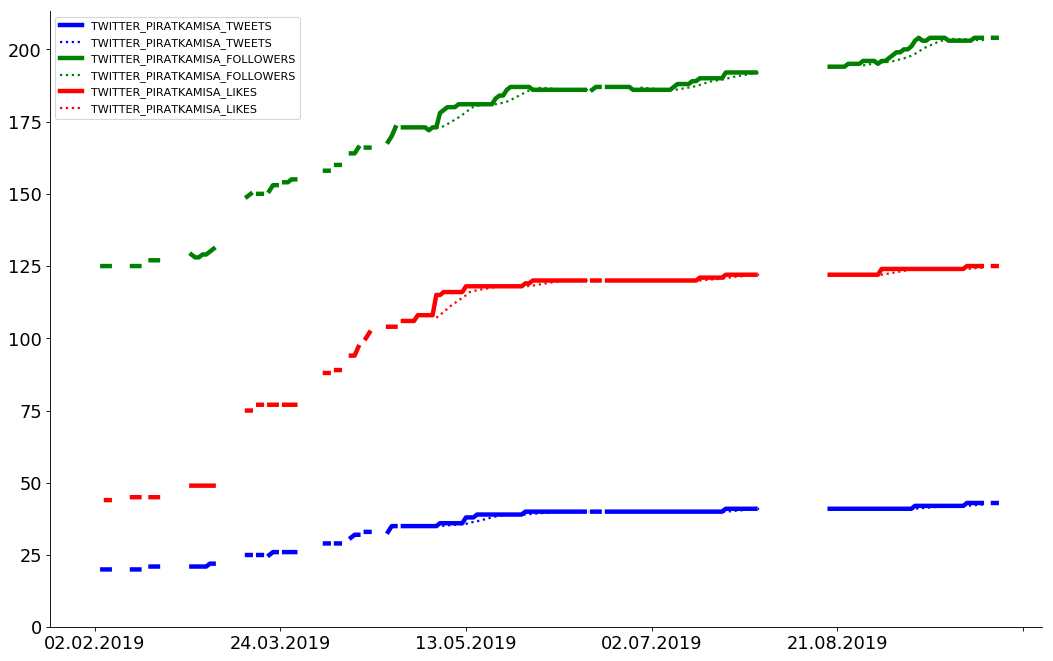 TWITTER_PIRATKAMISA_TWEETS
TWITTER_PIRATKAMISA_TWEETS
TWITTER_PIRATKAMISA_FOLLOWERS
TWITTER_PIRATKAMISA_FOLLOWERS
TWITTER_PIRATKAMISA_LIKES
TWITTER_PIRATKAMISA_LIKES
200
175
150
125
100
75
50
25
0
02.02.2019 24.03.2019 13.05.2019 02.07.2019 21.08.2019